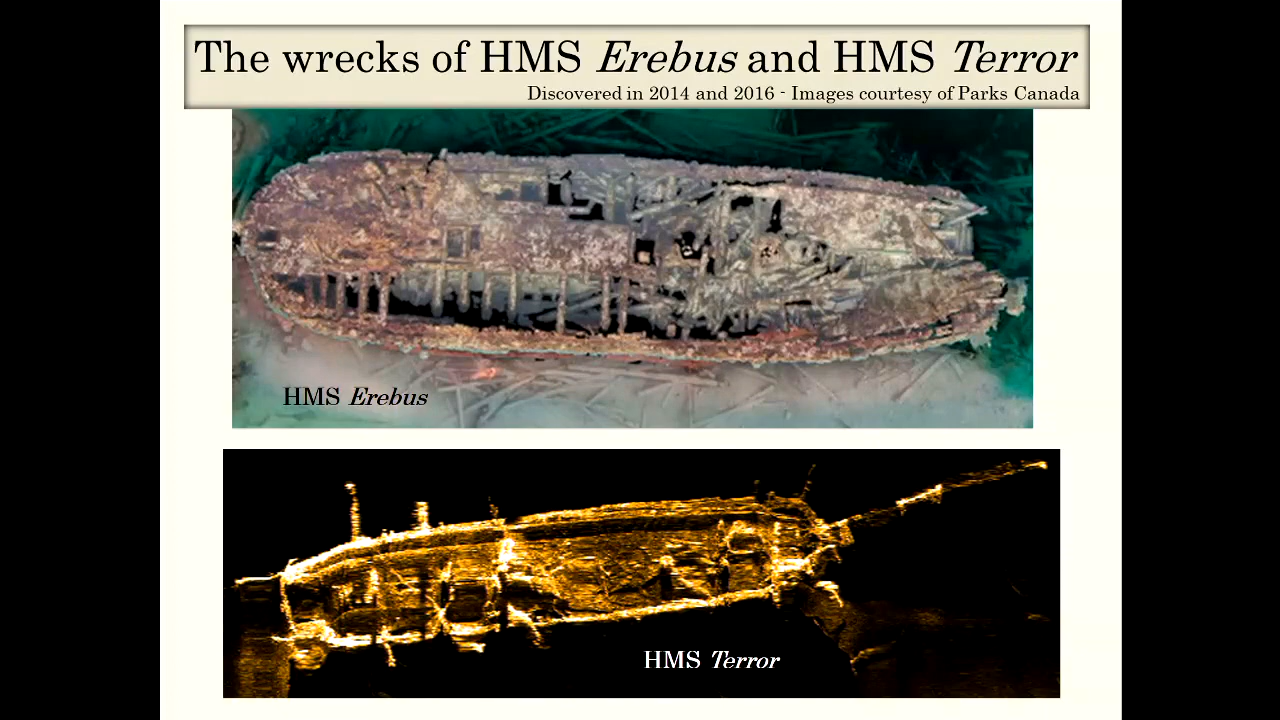 The wrecks of HMS Erebus and HMS Terror
Discovered in 2014 and 2016 - Images courtesy of Parks Canada
HMS Erebus
HMS Terror